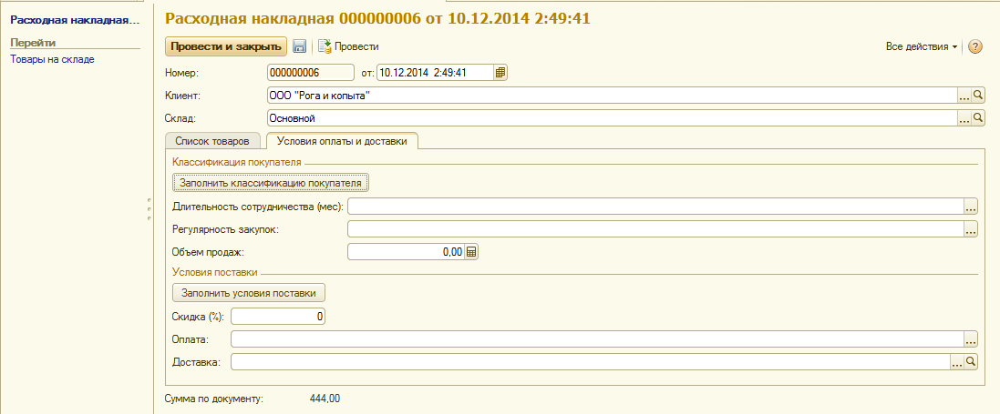 Расходная накладная...
Перейти
Товары на складе
Расходная накладная 000000006 от 10.12.2014 2:49:41
Провести и закрыть Провести Все действия ?
Номер: 000000006 от: 10.12.2014 2:49:41
Клиент: ООО "Рога и копыта" ...
Склад: Основной ...
Список товаров Условия оплаты и доставки
Классификация покупателя
Заполнить классификацию покупателя
Длительность сотрудничества (мес): ...
Регулярность закупок: ...
Объем продаж: 0,00
Условия поставки
Заполнить условия поставки
Скидка (%): 0
Оплата: ...
Доставка: ...
Сумма по документу: 444,00